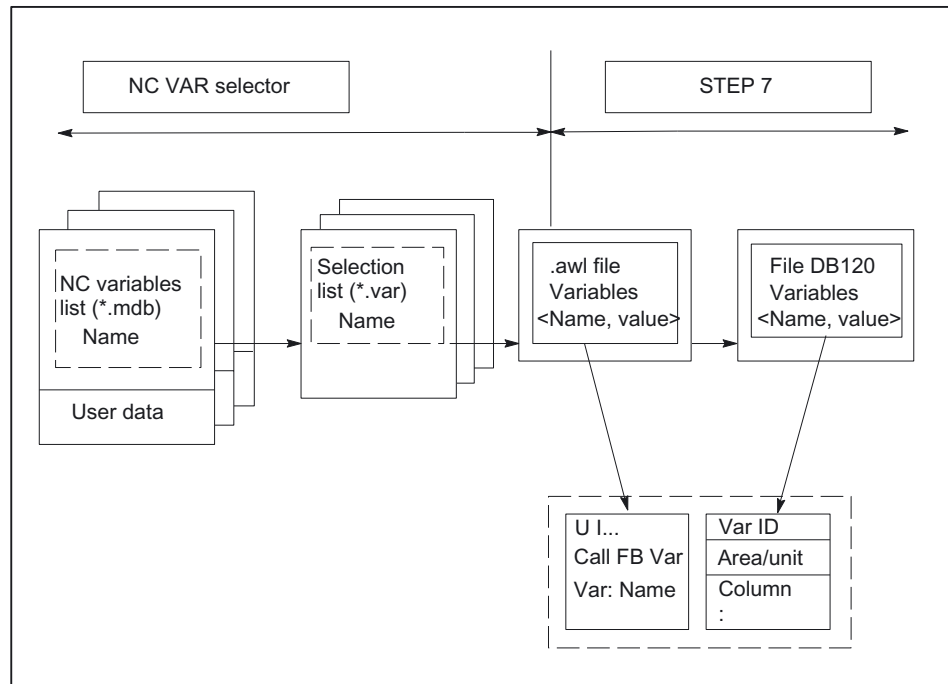 NC VAR selector
STEP 7
NC variables
list (*.mdb)
Name
User data
Selection
list (*.var)
Name
.awl file
Variables
<Name, value>
File DB120
Variables
<Name, value>
U I...
Call FB Var
Var: Name
Var ID
Area/unit
Column
: